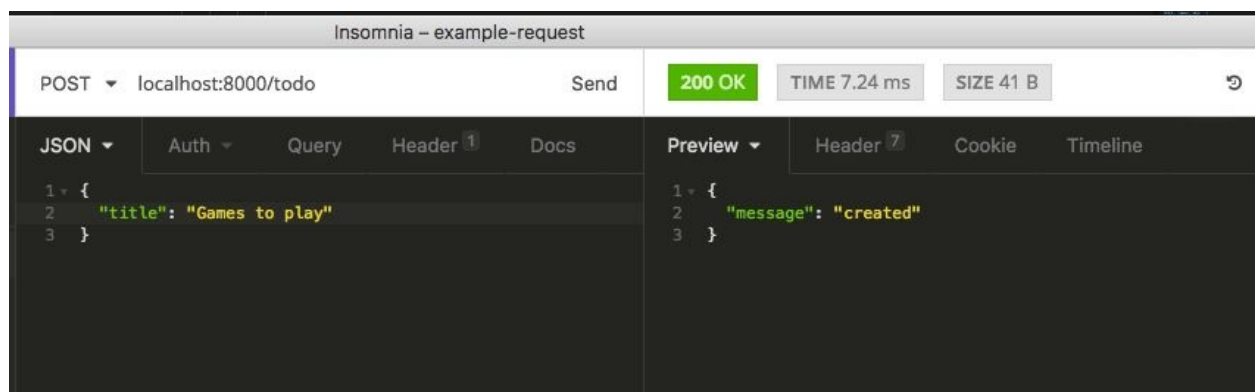 Insomnia – example-request
POST localhost:8000/todo Send 200 OK TIME 7.24 ms SIZE 41 B
JSON Auth Query Header 1 Docs Preview Header 7 Cookie Timeline
1 {
2 "title": "Games to play"
3 }
1 {
2 "message": "created"
3 }